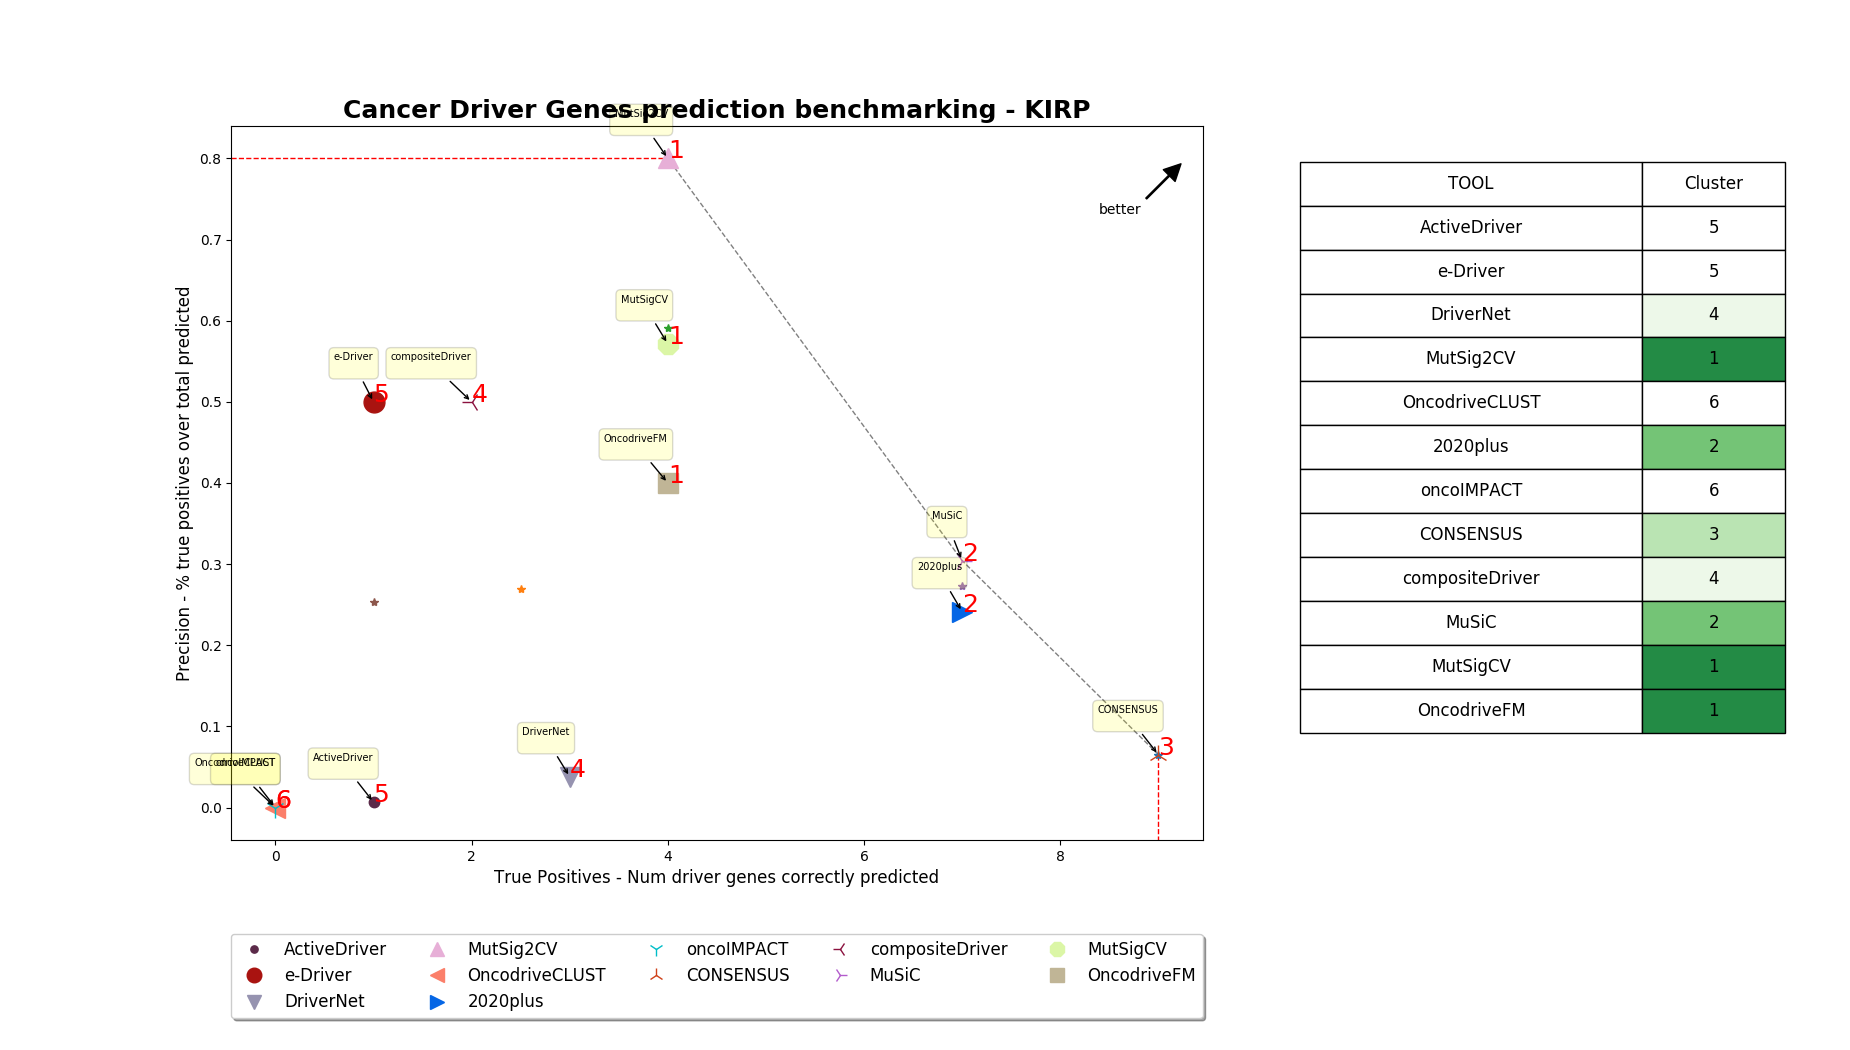 Cancer Driver Genes prediction benchmarking - KIRP
MutSig2CV
1
0.8
better
0.7
MutSigCV
0.6
1
e-Driver
compositeDriver
0.5
5
4
OncodriveFM
0.4
1
MuSiC
2
0.3
2020plus
2
0.2
CONSENSUS
0.1
3
DriverNet
4
ActiveDriver
oncoIMPACT
0.0
6
5
0 2 4 6 8
Precision - % true positives over total predicted
True Positives - Num driver genes correctly predicted
TOOL Cluster
ActiveDriver 5
e-Driver 5
DriverNet 4
MutSig2CV 1
OncodriveCLUST 6
2020plus 2
oncoIMPACT 6
CONSENSUS 3
compositeDriver 4
MuSiC 2
MutSigCV 1
OncodriveFM 1
ActiveDriver MutSig2CV oncoIMPACT compositeDriver MutSigCV
e-Driver OncodriveCLUST CONSENSUS MuSiC OncodriveFM
DriverNet 2020plus